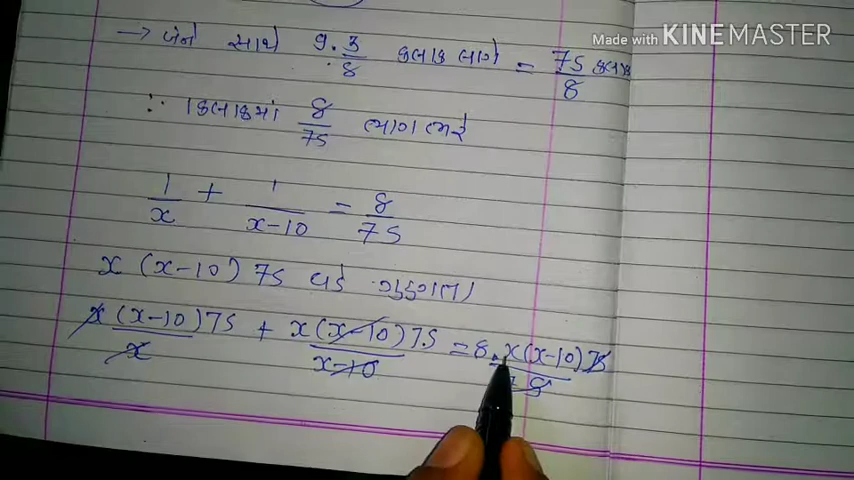 Made with KINEMASTER
→ બંને સાથે 9.3/8 કલાક લાગે = 75/8 કલાક
∴ 1 કલાકમાં 8/75 ભાગ ભરે
1/x + 1/(x-10) = 8/75
x (x-10) 75 વડે ગુણતાં
x(x-10)75/x + x(x-10)75/(x-10) = 8.x(x-10)75/75